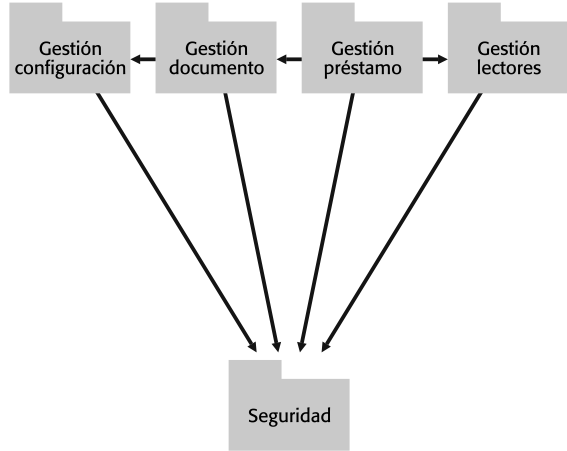 Gestión
configuración
Gestión
documento
Gestión
préstamo
Gestión
lectores
Seguridad